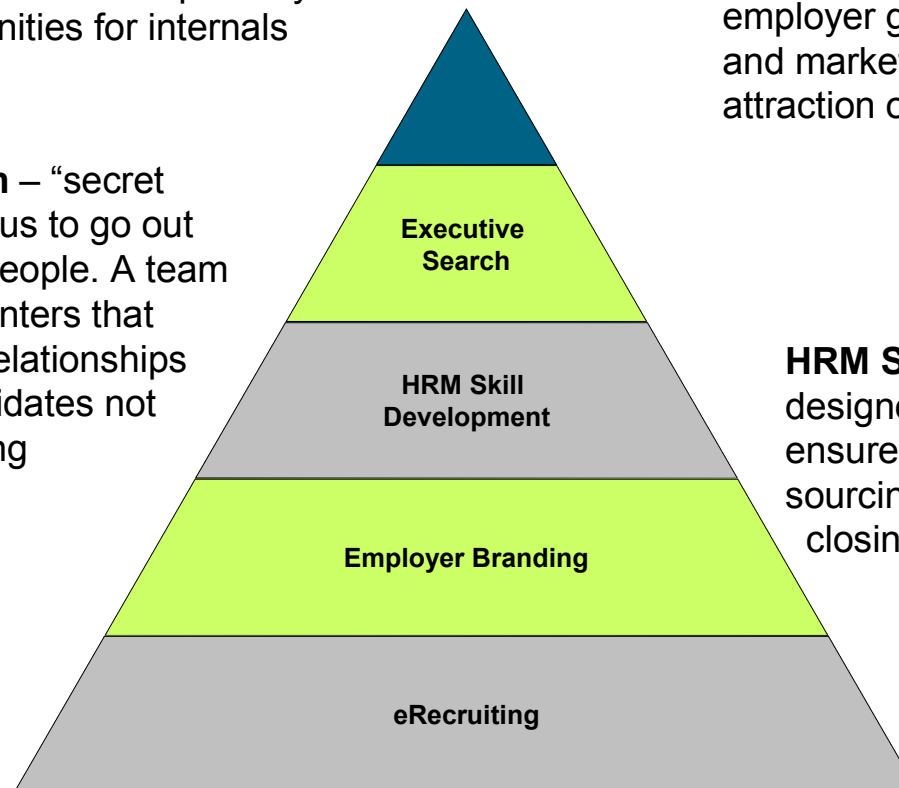 nities for internals
employer g
and market
attraction o
n – “secret
us to go out
eople. A team
nters that
elationships
idates not
ng
Executive
Search
HRM Skill
Development
HRM S
designe
ensure
sourcin
closin
Employer Branding
eRecruiting